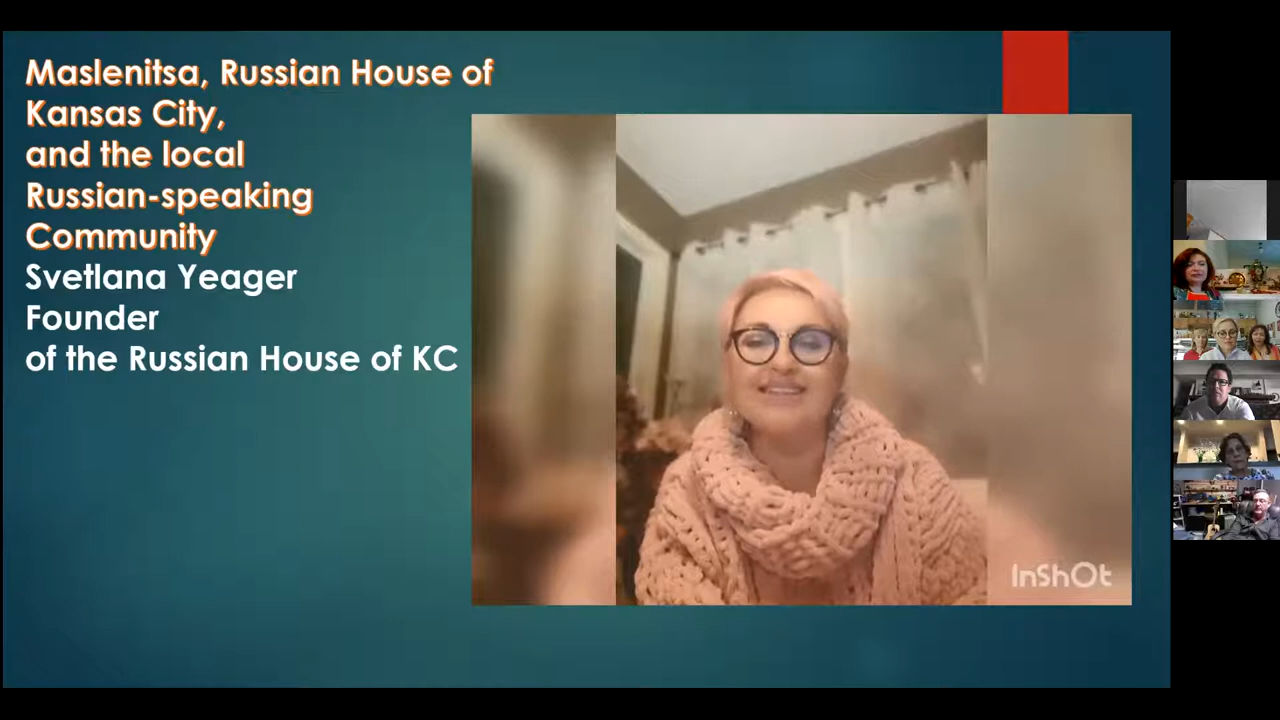 Maslenitsa, Russian House of
Kansas City,
and the local
Russian-speaking
Community
Svetlana Yeager
Founder
of the Russian House of KC
InShOt